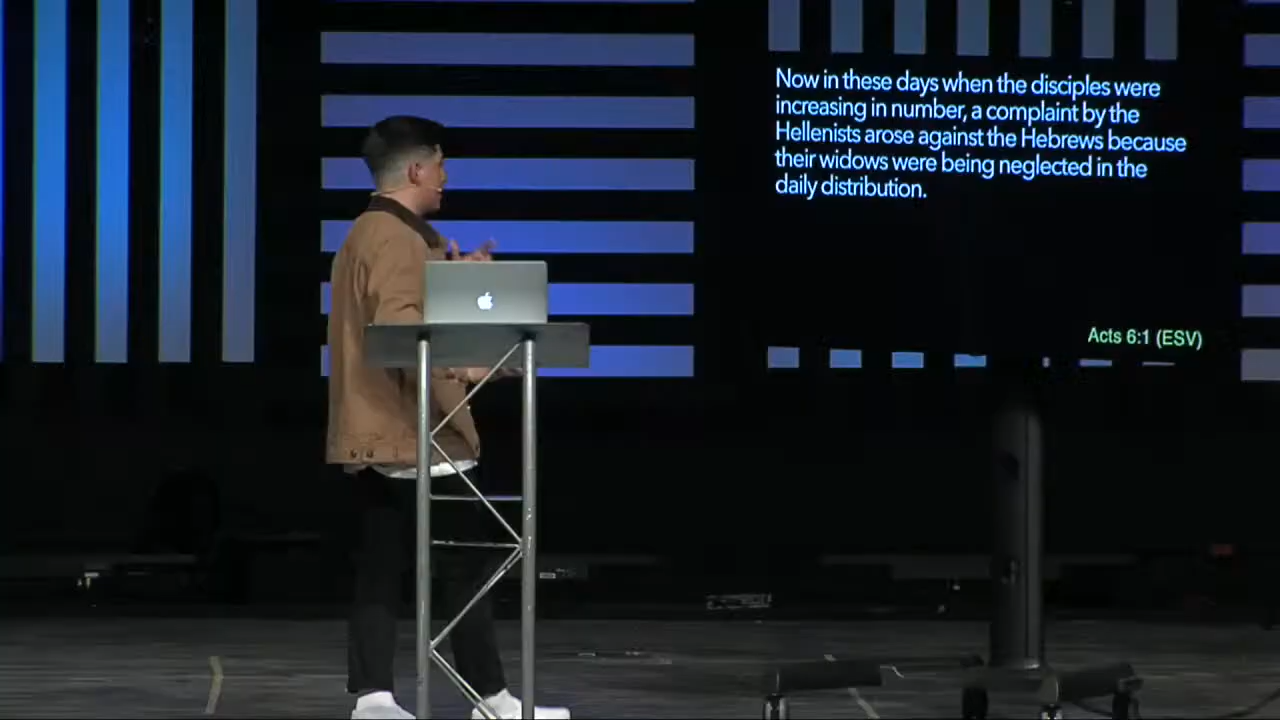 Now in these days when the disciples were
increasing in number, a complaint by the
Hellenists arose against the Hebrews because
their widows were being neglected in the
daily distribution.
Acts 6:1 (ESV)